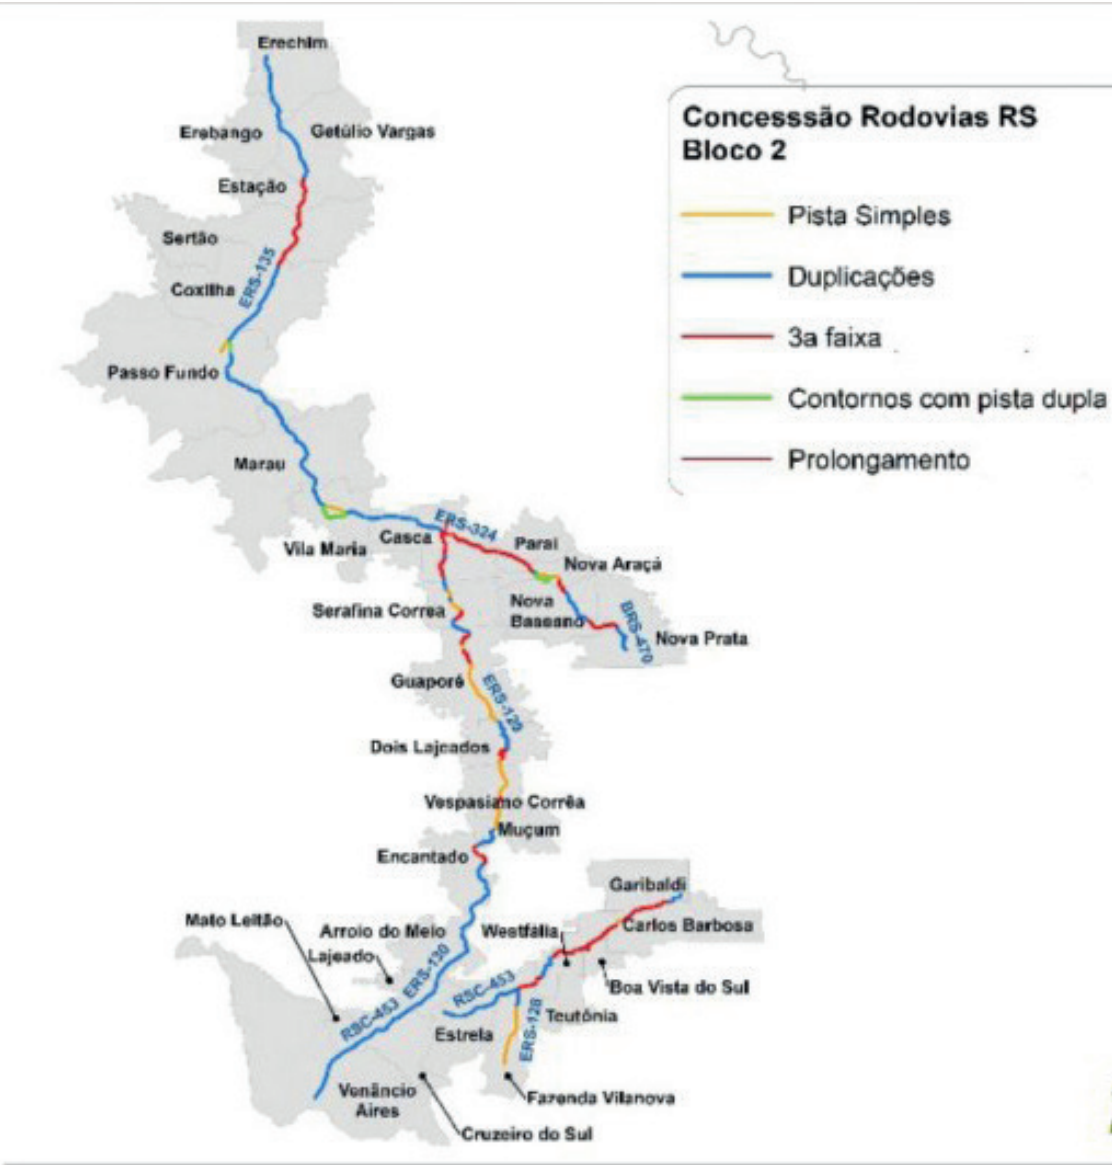 Erechim
Erebango
Getúlio Vargas
Estação
Sertão
ERS-135
Coxilha
Passo Fundo
Marau
Vila Maria
Casca
ERS-324
Parai
Nova Araçá
Nova
Bassano
BRS-470
Nova Prata
Serafina Correa
Guaporé
ERS-129
Dois Lajeados
Vespasiano Corrêa
Muçum
Encantado
Garibaldi
Carlos Barbosa
Mato Leitão
Arroio do Meio
Westfália
Lajeado
ERS-130
RSC-453
RSC-453
Boa Vista do Sul
Teutônia
Estrela
ERS-128
Venâncio
Aires
Fazenda Vilanova
Cruzeiro do Sul
Concesssão Rodovias RS
Bloco 2
Pista Simples
Duplicações
3a faixa
Contornos com pista dupla
Prolongamento